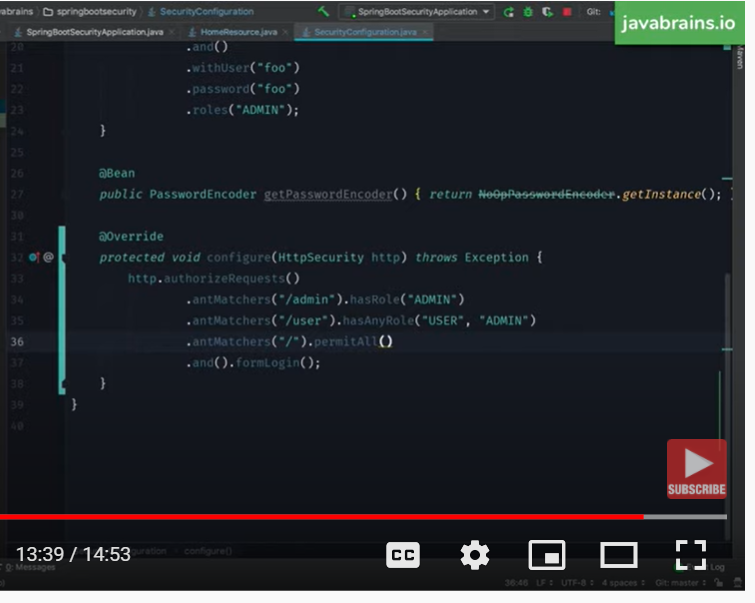 abrains springbootsecurity SecurityConfiguration SpringBootSecurityApplication Git: javabrains.io
SpringBootSecurityApplication.java HomeResource.java SecurityConfiguration.java
Maven
20 .and()
21 .withUser("foo")
22 .password("foo")
23 .roles("ADMIN");
24 }
25
26 @Bean
27 public PasswordEncoder getPasswordEncoder() { return NoOpPasswordEncoder.getInstance(); }
30
31 @Override
32 @ protected void configure(HttpSecurity http) throws Exception {
33 http.authorizeRequests()
34 .antMatchers("/admin").hasRole("ADMIN")
35 .antMatchers("/user").hasAnyRole("USER", "ADMIN")
36 .antMatchers("/").permitAll()
37 .and().formLogin();
38 }
39 }
40
SUBSCRIBE
13:39 / 14:53
configure()
CC
Messages
Log
36:46 LF UTF-8 4 spaces Git: master